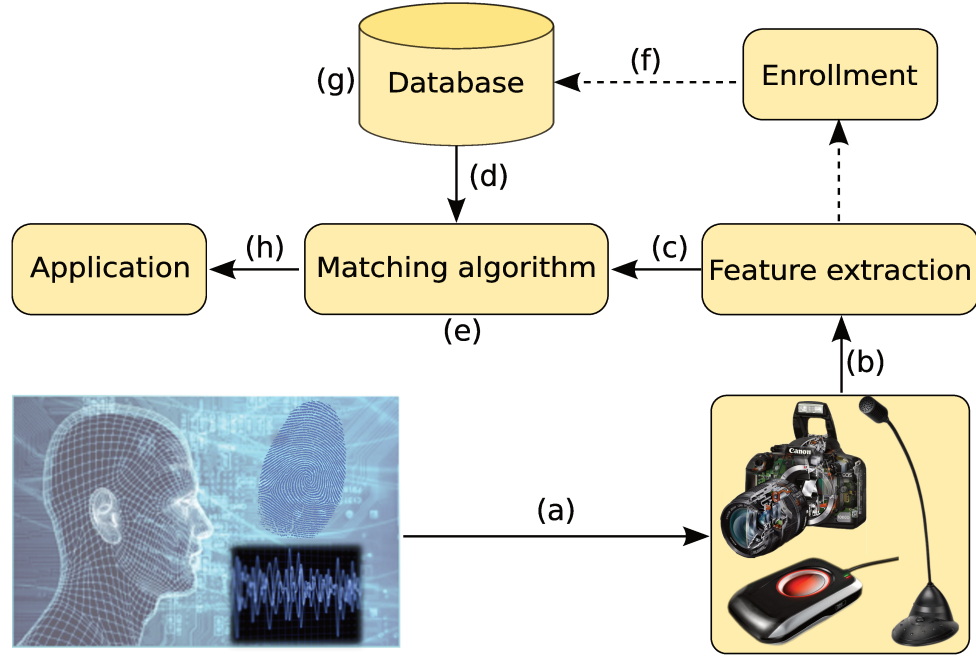 (f)
Enrollment
(g)
Database
(d)
Application
(h)
Matching algorithm
(c)
Feature extraction
(e)
(b)
(a)
Canon